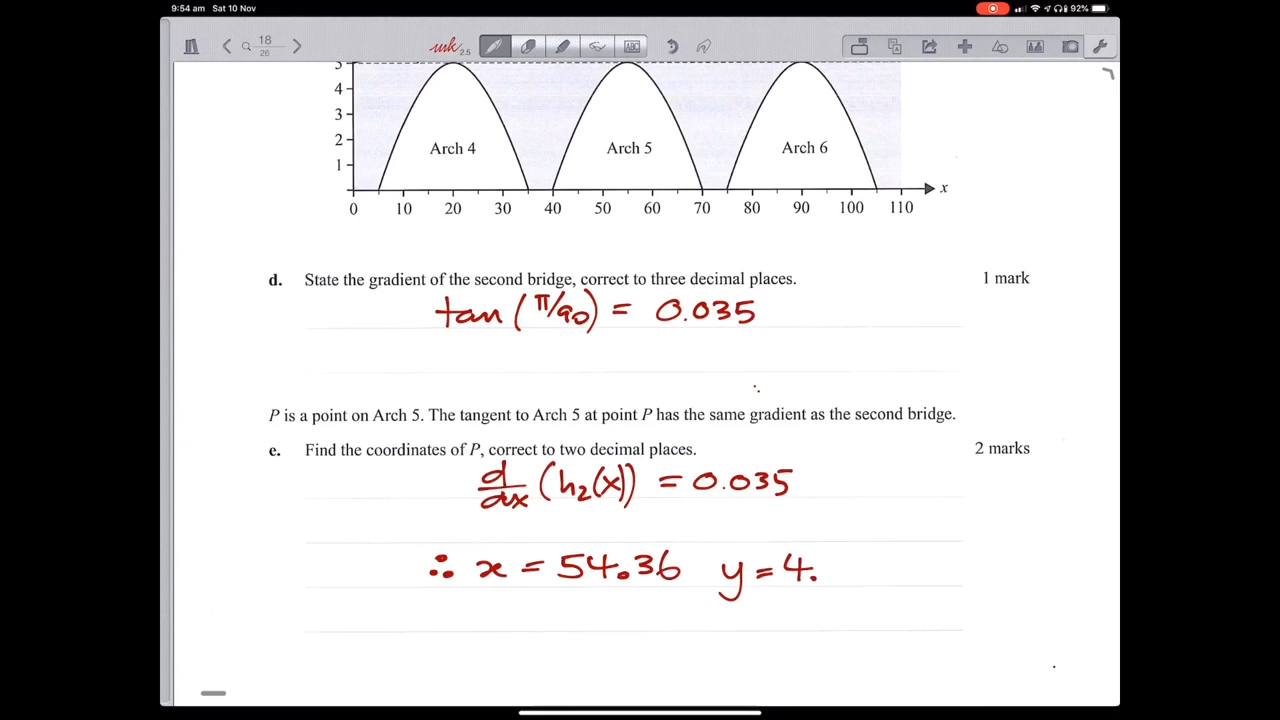 9:54 am Sat 10 Nov
92%
18
26
2.5
ABC
5
4
3
2
1
Arch 4 Arch 5 Arch 6
x
0 10 20 30 40 50 60 70 80 90 100 110
d. State the gradient of the second bridge, correct to three decimal places. 1 mark
tan (π/90) = 0.035
P is a point on Arch 5. The tangent to Arch 5 at point P has the same gradient as the second bridge.
e. Find the coordinates of P, correct to two decimal places. 2 marks
d/dx (h₂(x)) = 0.035
∴ x = 54.36 y = 4.